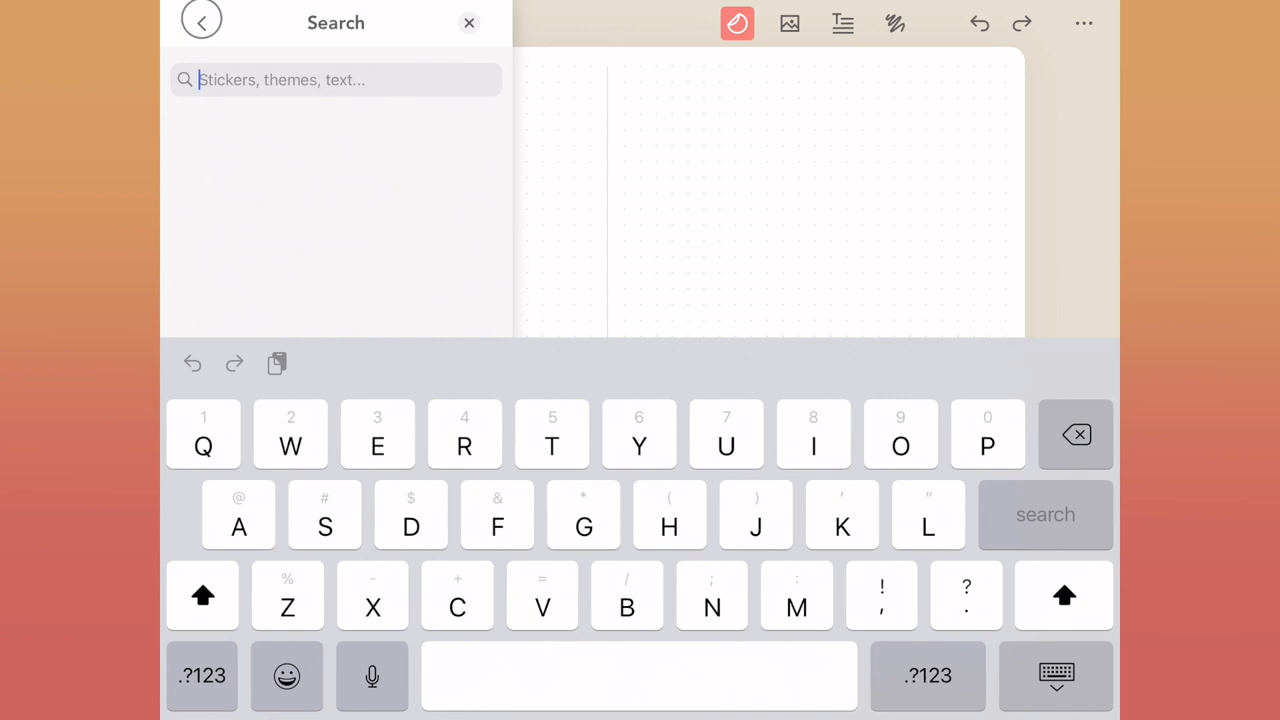 Search
Stickers, themes, text...
1 2 3 4 5 6 7 8 9 0
Q W E R T Y U I O P
@ # $ & * ( ) ' "
A S D F G H J K L search
% - + = / ; : ! ?
Z X C V B N M , .
.?123 .?123